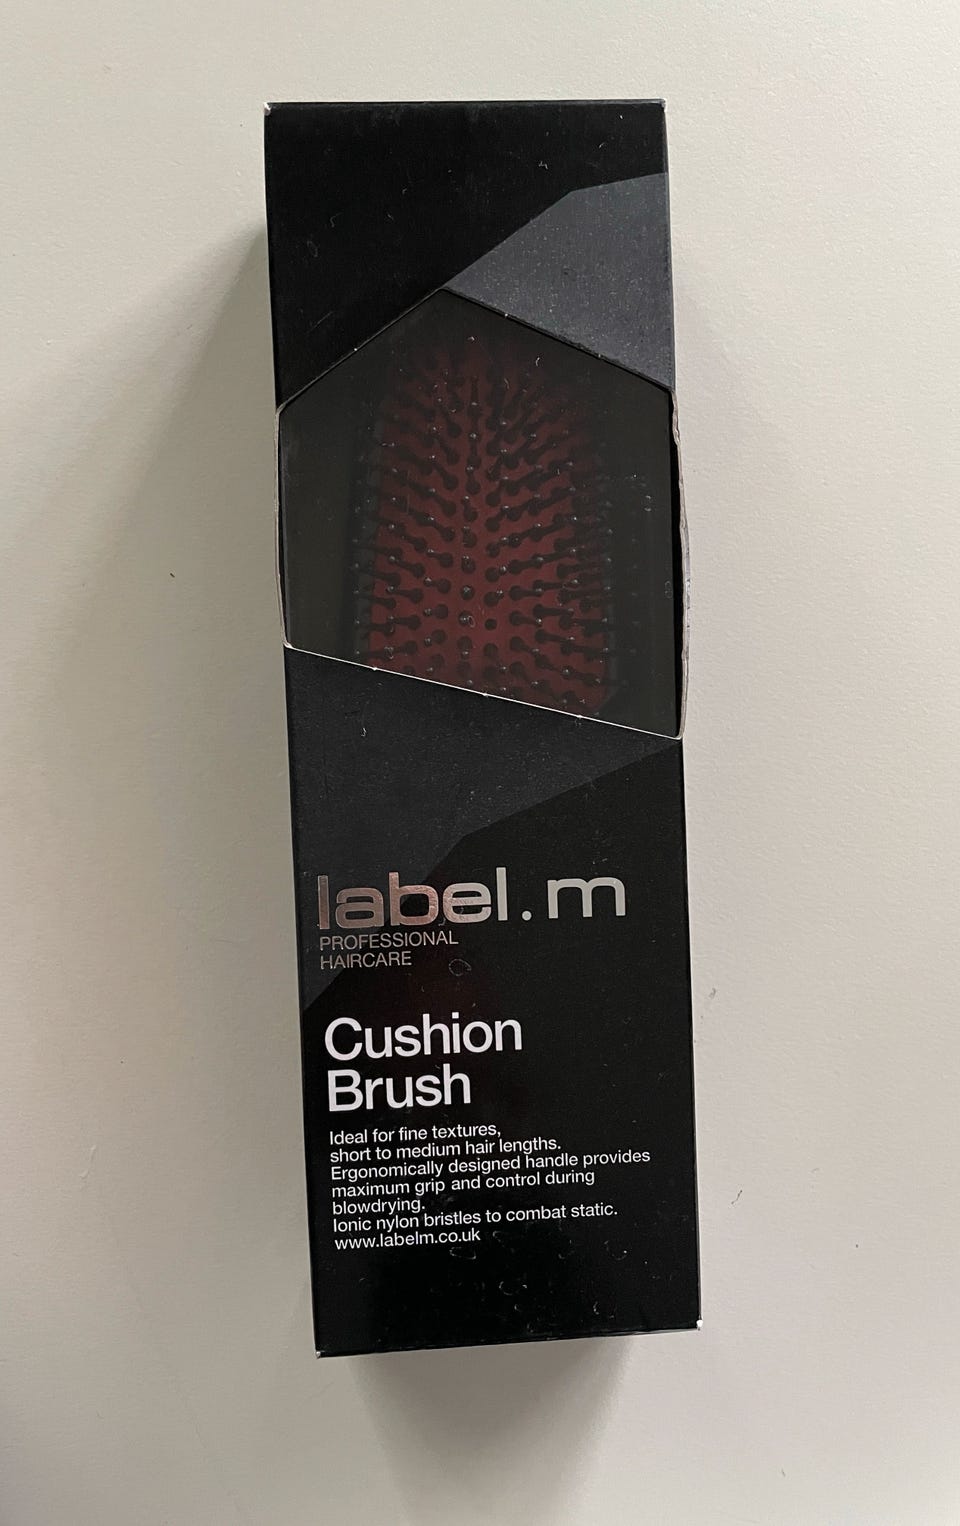 label.m
PROFESSIONAL
HAIRCARE
Cushion
Brush
Ideal for fine textures,
short to medium hair lengths.
Ergonomically designed handle provides
maximum grip and control during
blowdrying.
Ionic nylon bristles to combat static.
www.labelm.co.uk